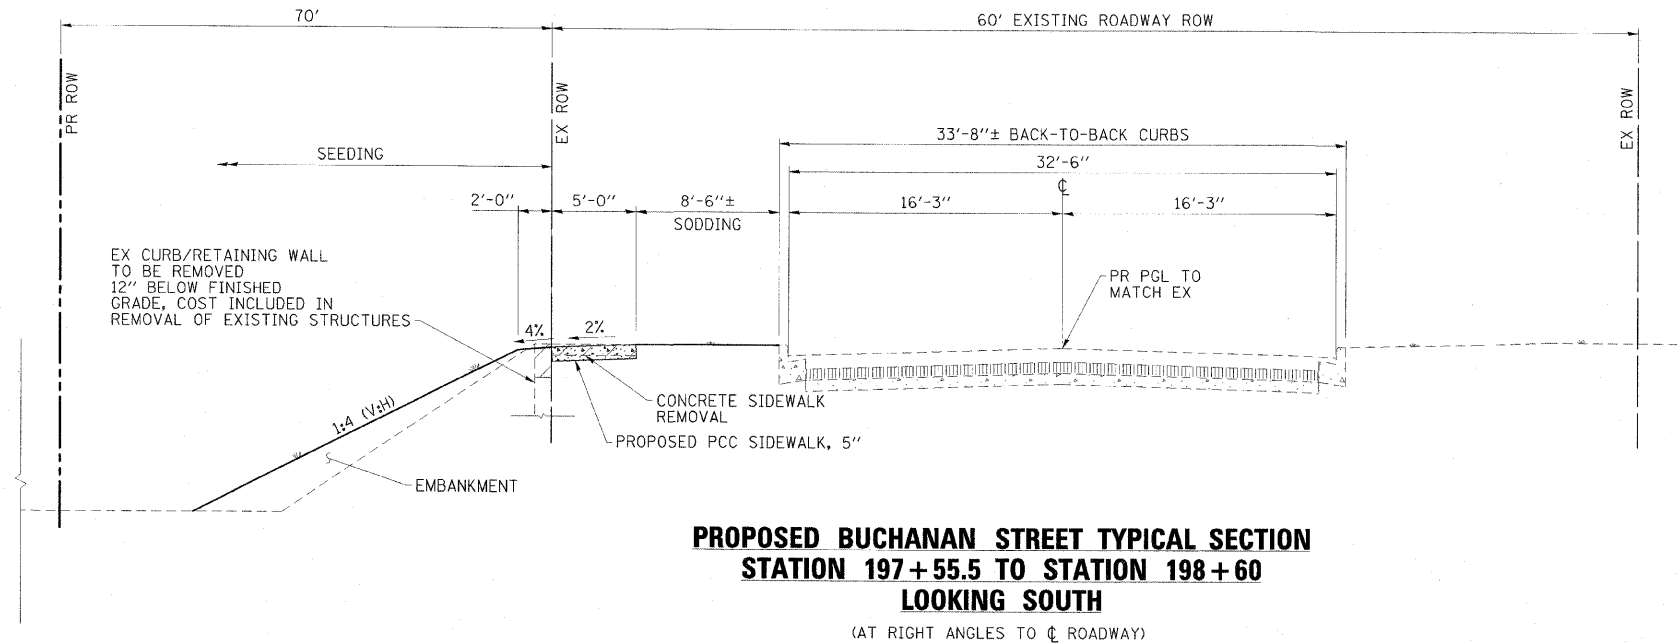 70'
60' EXISTING ROADWAY ROW
PR ROW
EX ROW
EX ROW
33'-8"± BACK-TO-BACK CURBS
SEEDING
32'-6"
℄
2'-0"
5'-0"
8'-6"±
SODDING
16'-3"
16'-3"
EX CURB/RETAINING WALL
TO BE REMOVED
12" BELOW FINISHED
GRADE, COST INCLUDED IN
REMOVAL OF EXISTING STRUCTURES
PR PGL TO
MATCH EX
4%
2%
1:4 (V:H)
CONCRETE SIDEWALK
REMOVAL
PROPOSED PCC SIDEWALK, 5"
EMBANKMENT
PROPOSED BUCHANAN STREET TYPICAL SECTION
STATION 197+55.5 TO STATION 198+60
LOOKING SOUTH
(AT RIGHT ANGLES TO ℄ ROADWAY)